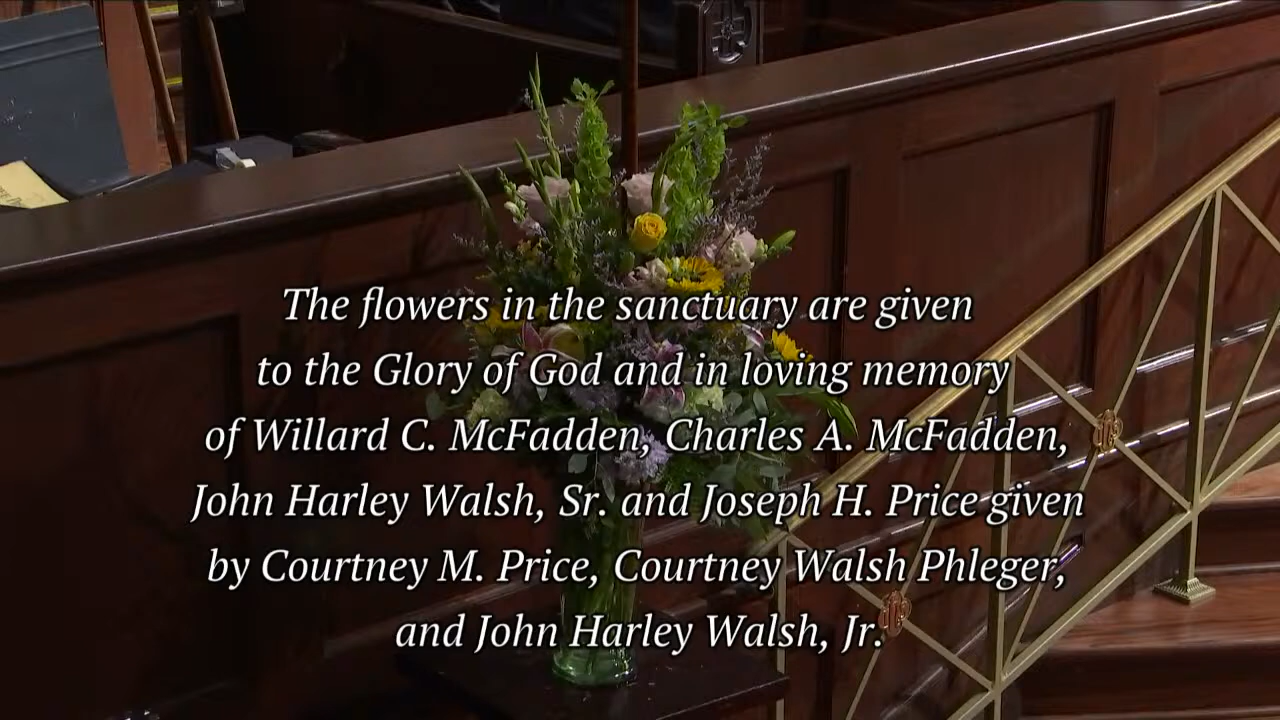 The flowers in the sanctuary are given
to the Glory of God and in loving memory
of Willard C. McFadden, Charles A. McFadden,
John Harley Walsh, Sr. and Joseph H. Price given
by Courtney M. Price, Courtney Walsh Phleger,
and John Harley Walsh, Jr.